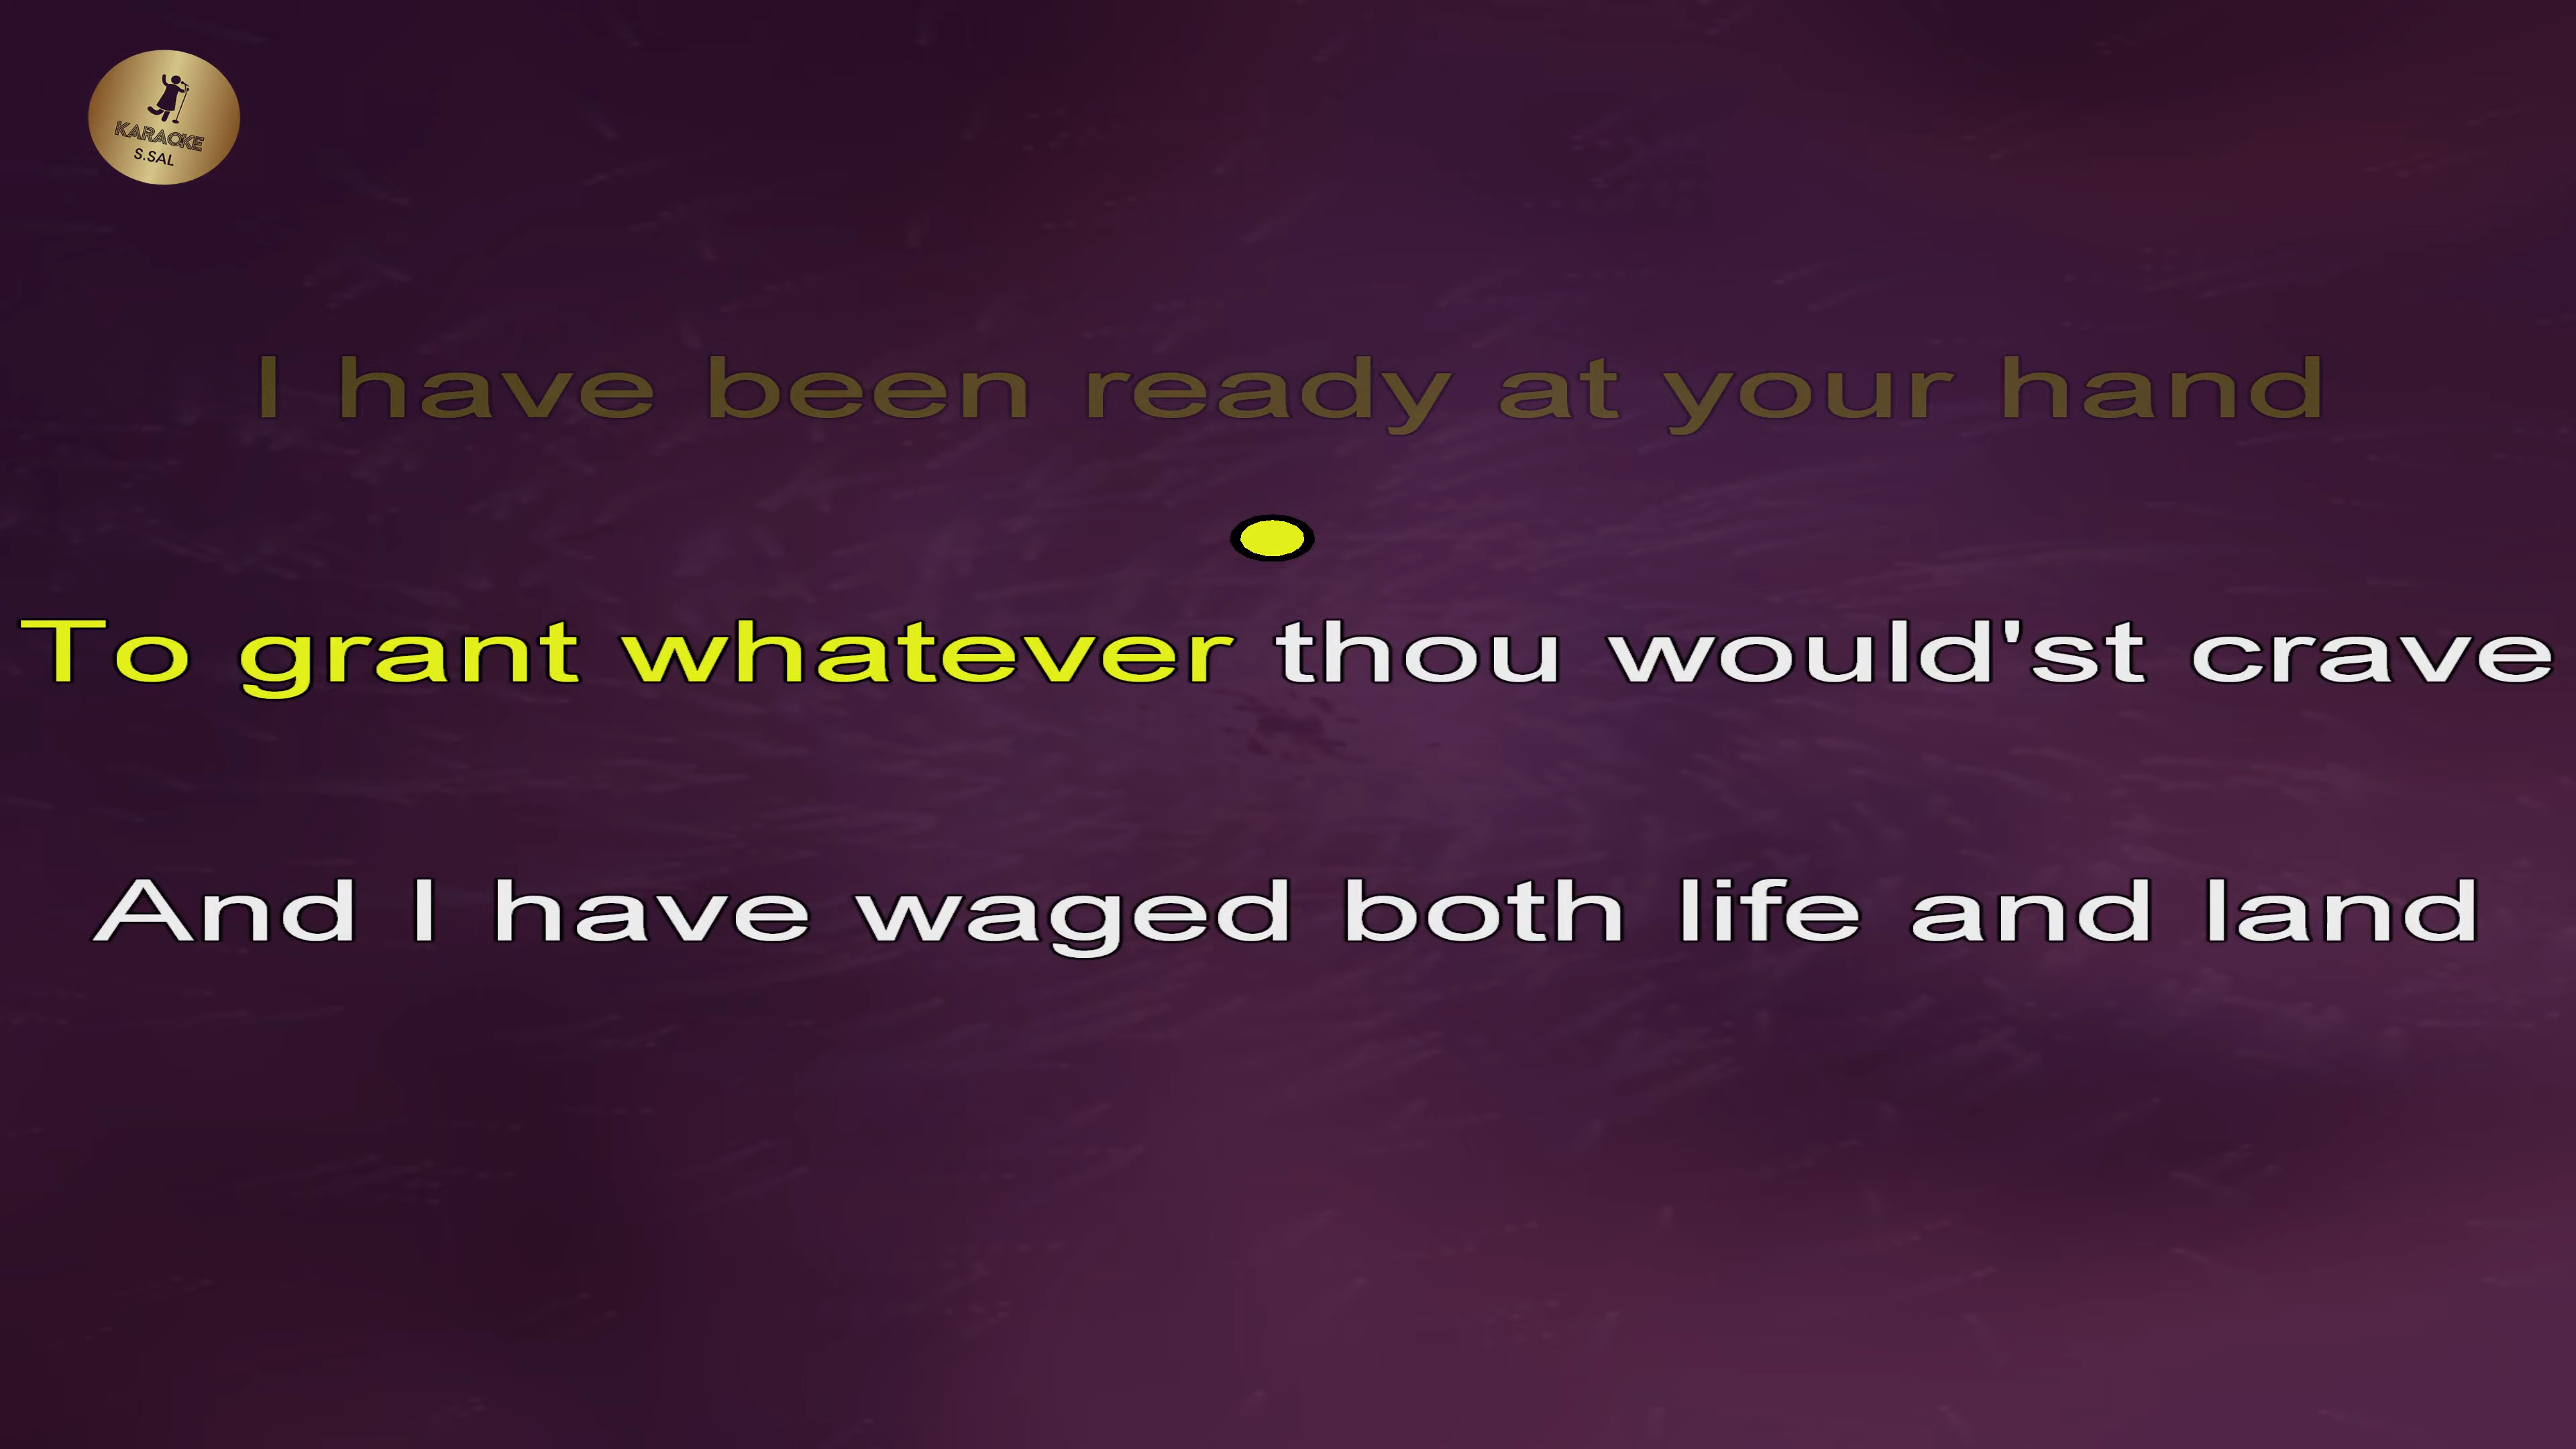 KARAOKE
S.SAL
I have been ready at your hand
To grant whatever thou would'st crave
And I have waged both life and land